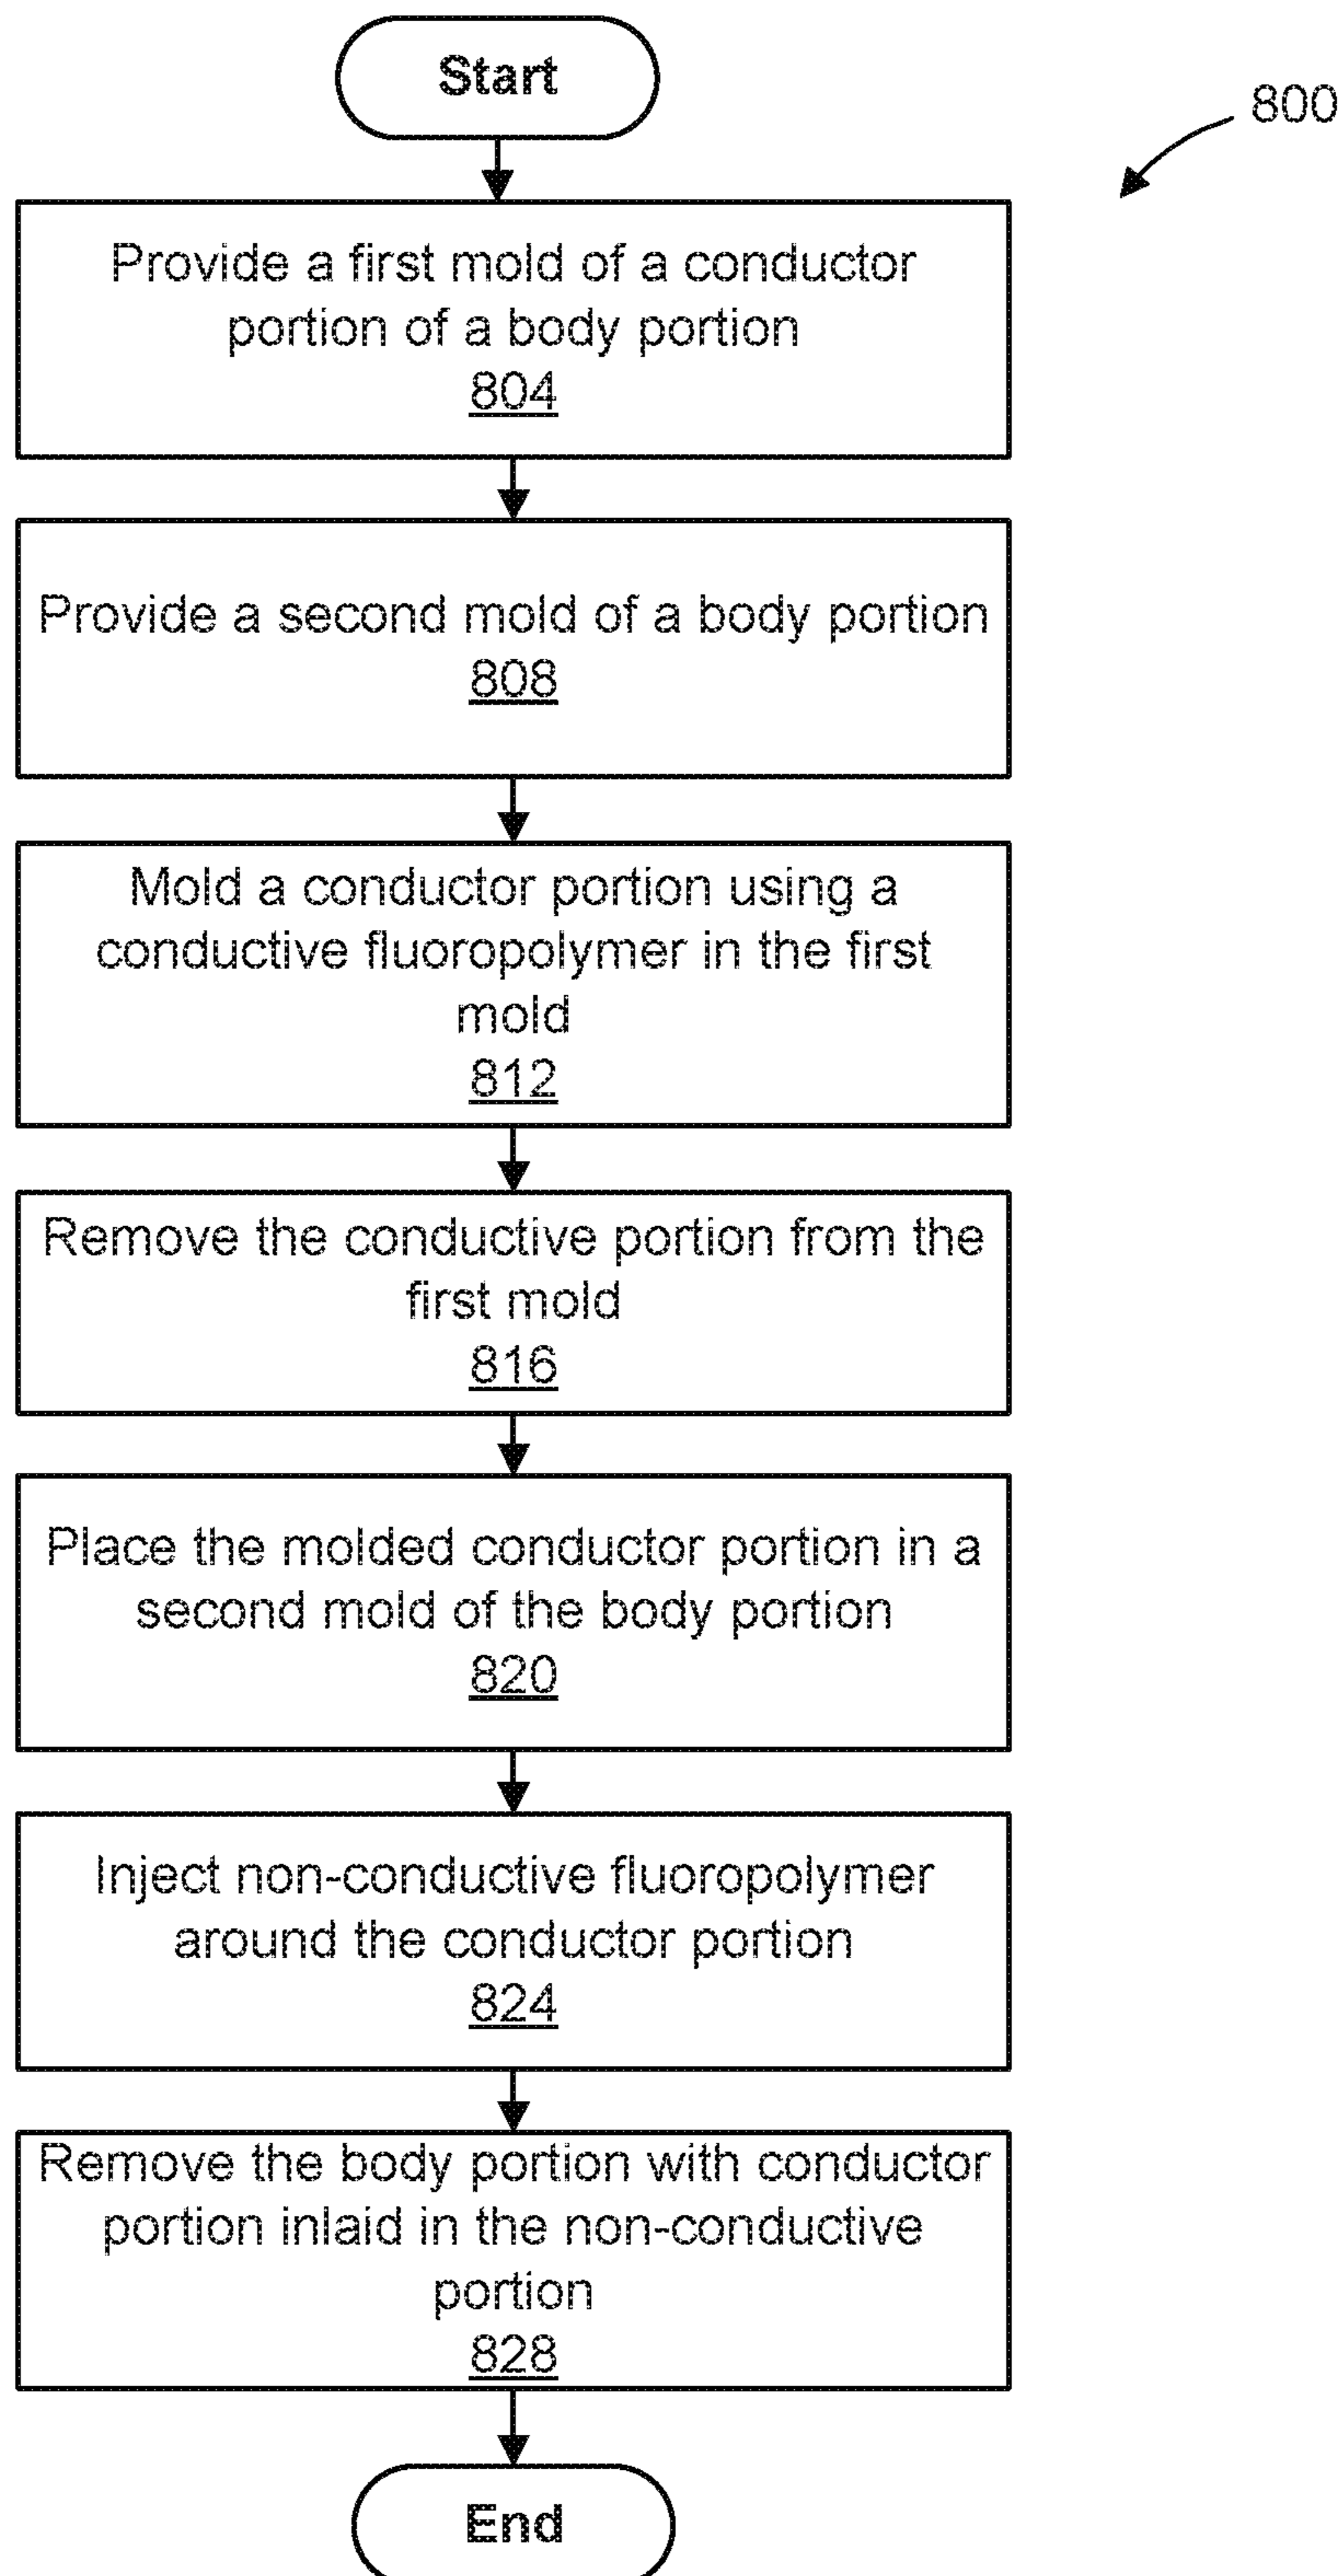 Start
800
Provide a first mold of a conductor
portion of a body portion
804
Provide a second mold of a body portion
808
Mold a conductor portion using a
conductive fluoropolymer in the first
mold
812
Remove the conductive portion from the
first mold
816
Place the molded conductor portion in a
second mold of the body portion
820
Inject non-conductive fluoropolymer
around the conductor portion
824
Remove the body portion with conductor
portion inlaid in the non-conductive
portion
828
End